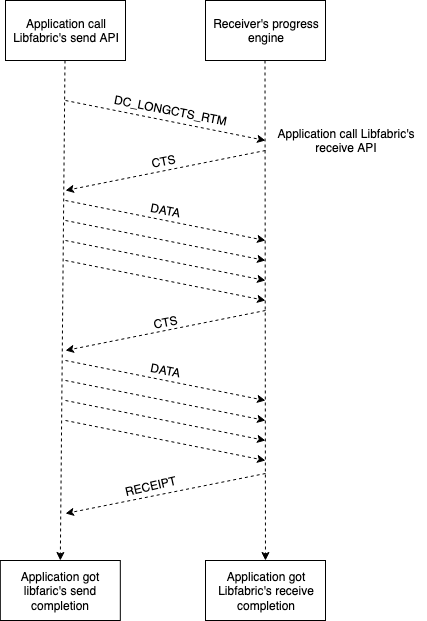 Application call
Libfabric's send API
Receiver's progress
engine
DC_LONGCTS_RTM
Application call Libfabric's
receive API
CTS
DATA
CTS
DATA
RECEIPT
Application got
libfaric's send
completion
Application got
Libfabric's receive
completion